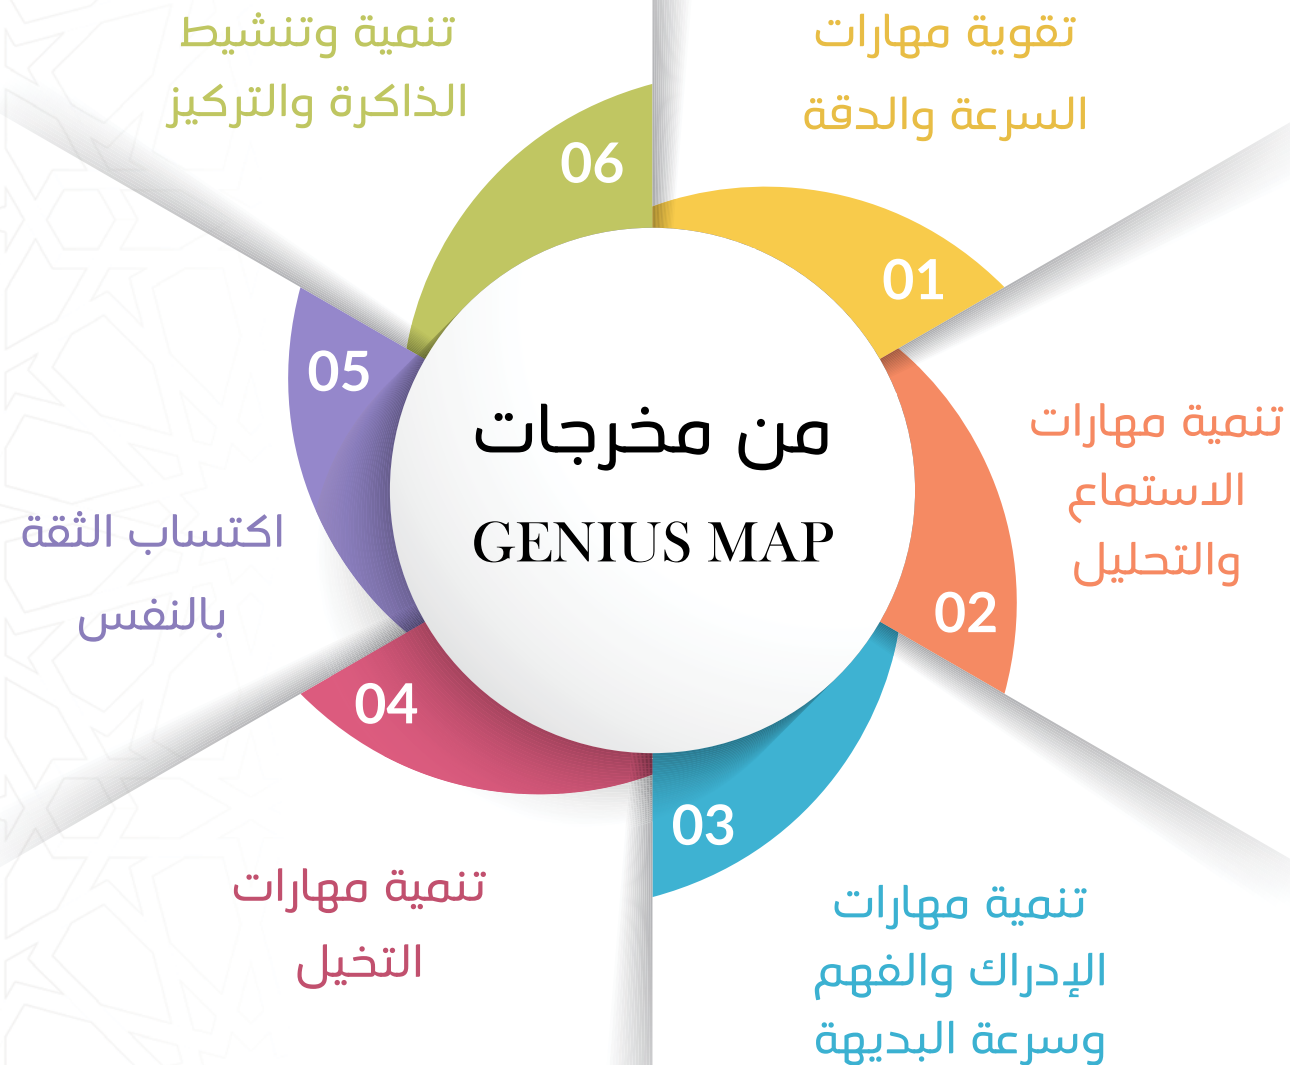 من مخرجات
GENIUS MAP
01
تقوية مهارات
السرعة والدقة
02
تنمية مهارات
الاستماع
والتحليل
03
تنمية مهارات
الإدراك والفهم
وسرعة البديهة
04
تنمية مهارات
التخيل
05
اكتساب الثقة
بالنفس
06
تنمية وتنشيط
الذاكرة والتركيز